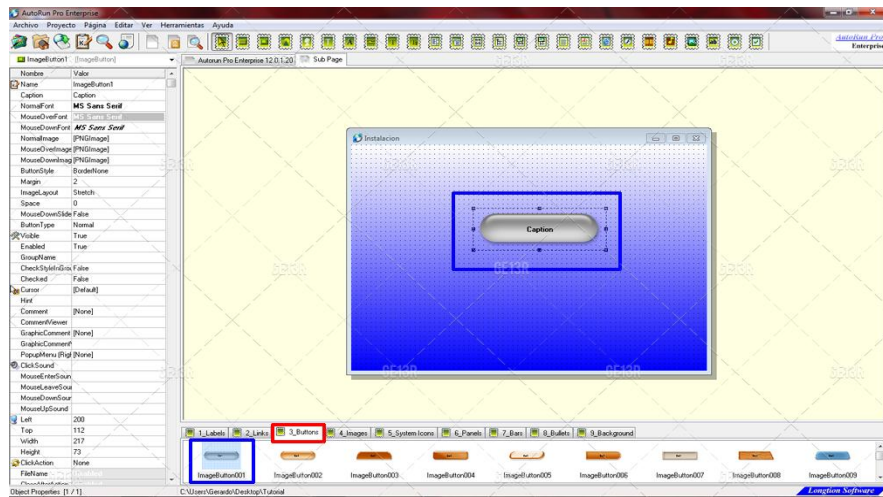 AutoRun Pro Enterprise
Archivo Proyecto Página Editar Ver Herramientas Ayuda
AutoRun Pro
Enterprise
ImageButton1 [ImageButton]
Autorun Pro Enterprise 12.0.1.20 Sub Page
Nombre Valor
Name ImageButton1
Caption Caption
NormalFont MS Sans Serif
MouseOverFont MS Sans Serif
MouseDownFont MS Sans Serif
NormalImage [PNGImage]
MouseOverImage [PNGImage]
MouseDownImag [PNGImage]
ButtonStyle BorderNone
Margin 2
ImageLayout Stretch
Space 0
MouseDownSlide False
ButtonType Normal
Visible True
Enabled True
GroupName
CheckStyleInGrou False
Checked False
Cursor [Default]
Hint
Comment [None]
CommentViewer
GraphicComment [None]
GraphicCommentV
PopupMenu (Righ [None]
ClickSound
MouseEnterSoun
MouseLeaveSoun
MouseDownSoun
MouseUpSound
Left 200
Top 112
Width 217
Height 73
ClickAction None
FileName
Instalacion
Caption
GE13R
1_Labels 2_Links 3_Buttons 4_Images 5_System Icons 6_Panels 7_Bars 8_Bullets 9_Background
ImageButton001 ImageButton002 ImageButton003 ImageButton004 ImageButton005 ImageButton006 ImageButton007 ImageButton008 ImageButton009
Object Properties [1 / 1] C:\Users\Gerardo\Desktop\Tutorial Longtion Software